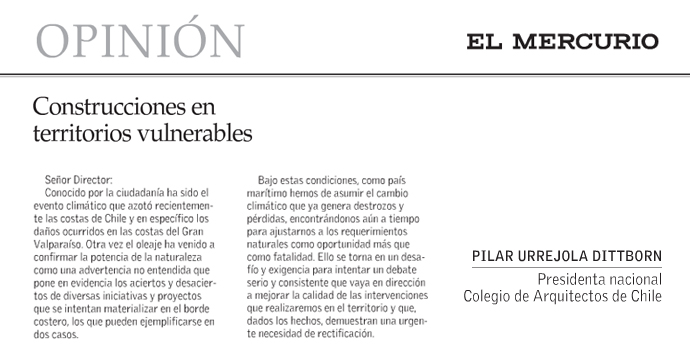 OPINIÓN
EL MERCURIO
Construcciones en
territorios vulnerables
Señor Director:
Conocido por la ciudadanía ha sido el
evento climático que azotó recientemen-
te las costas de Chile y en específico los
daños ocurridos en las costas del Gran
Valparaíso. Otra vez el oleaje ha venido a
confirmar la potencia de la naturaleza
como una advertencia no entendida que
pone en evidencia los aciertos y desacier-
tos de diversas iniciativas y proyectos
que se intentan materializar en el borde
costero, los que pueden ejemplificarse en
dos casos.
Bajo estas condiciones, como país
marítimo hemos de asumir el cambio
climático que ya genera destrozos y
pérdidas, encontrándonos aún a tiempo
para ajustarnos a los requerimientos
naturales como oportunidad más que
como fatalidad. Ello se torna en un desa-
fío y exigencia para intentar un debate
serio y consistente que vaya en dirección
a mejorar la calidad de las intervenciones
que realizaremos en el territorio y que,
dados los hechos, demuestran una urgen-
te necesidad de rectificación.
PILAR URREJOLA DITTBORN
Presidenta nacional
Colegio de Arquitectos de Chile